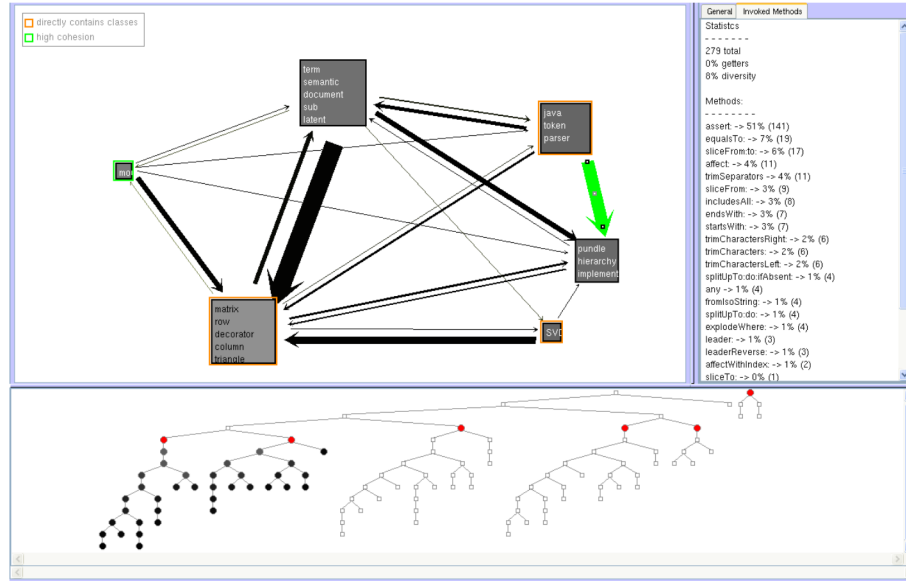 directly contains classes
high cohesion
term
semantic
document
sub
latent
java
token
parser
mo
pundle
hierarchy
implement
matrix
row
decorator
column
triangle
SVD
General Invoked Methods
Statistcs
- - - - - - -
279 total
0% getters
8% diversity
Methods:
- - - - - - - -
assert: -> 51% (141)
equalsTo: -> 7% (19)
sliceFrom:to: -> 6% (17)
affect: -> 4% (11)
trimSeparators -> 4% (11)
sliceFrom: -> 3% (9)
includesAll: -> 3% (8)
endsWith: -> 3% (7)
startsWith: -> 3% (7)
trimCharactersRight: -> 2% (6)
trimCharacters: -> 2% (6)
trimCharactersLeft: -> 2% (6)
splitUpTo:do:ifAbsent: -> 1% (4)
any -> 1% (4)
fromIsoString: -> 1% (4)
splitUpTo:do: -> 1% (4)
explodeWhere: -> 1% (4)
leader: -> 1% (3)
leaderReverse: -> 1% (3)
affectWithIndex: -> 1% (2)
sliceTo: -> 0% (1)